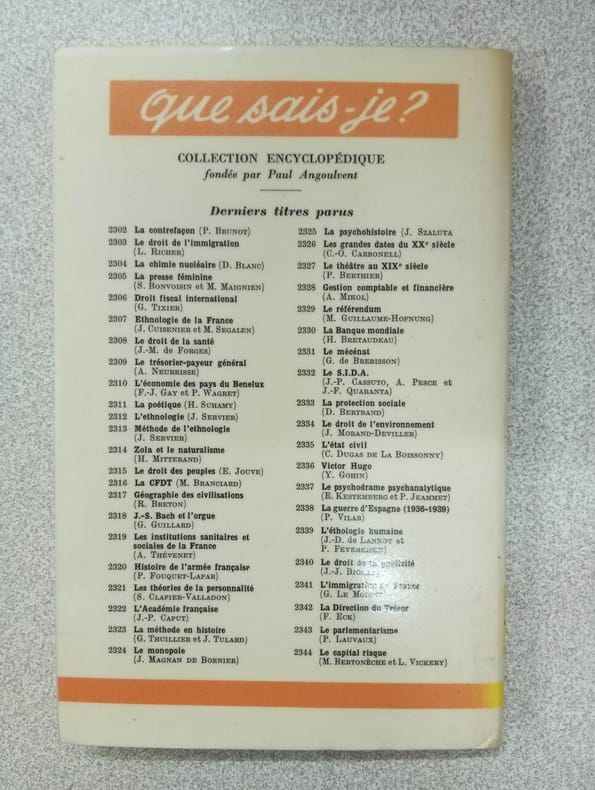 que sais-je?
COLLECTION ENCYCLOPÉDIQUE
fondée par Paul Angoulvent
Derniers titres parus
2302 La contrefaçon (P. BRUNOT)
2303 Le droit de l'immigration
(L. RICHER)
2304 La chimie nucléaire (D. BLANC)
2305 La presse féminine
(S. BONVOISIN et M. MAIGNIEN)
2306 Droit fiscal international
(G. TIXIER)
2307 Ethnologie de la France
(J. CUISENIER et M. SEGALEN)
2308 Le droit de la santé
(J.-M. DE FORGES)
2309 Le trésorier-payeur général
(A. NEURRISSE)
2310 L'économie des pays du Benelux
(F.-J. GAY et P. WAGRET)
2311 La poétique (H. SUHAMY)
2312 L'ethnologie (J. SERVIER)
2313 Méthode de l'ethnologie
(J. SERVIER)
2314 Zola et le naturalisme
(H. MITTERAND)
2315 Le droit des peuples (E. JOUVE)
2316 La CFDT (M. BRANCIARD)
2317 Géographie des civilisations
(R. BRETON)
2318 J.-S. Bach et l'orgue
(G. GUILLARD)
2319 Les institutions sanitaires et
sociales de la France
(A. THÉVENET)
2320 Histoire de l'armée française
(P. FOUQUET-LAPAR)
2321 Les théories de la personnalité
(S. CLAPIER-VALLADON)
2322 L'Académie française
(J.-P. CAPUT)
2323 La méthode en histoire
(G. THUILLIER et J. TULARD)
2324 Le monopole
(J. MAGNAN DE BORNIER)
2325 La psychohistoire (J. SZALUTA
2326 Les grandes dates du XXe siècle
(C.-O. CARBONELL)
2327 Le théâtre au XIXe siècle
(P. BERTHIER)
2328 Gestion comptable et financière
(A. MIKOL)
2329 Le référendum
(M. GUILLAUME-HOFNUNG)
2330 La Banque mondiale
(H. BRETAUDEAU)
2331 Le mécénat
(G. DE BREBISSON)
2332 Le S.I.D.A.
(J.-P. CASSUTO, A. PESCE et
J.-F. QUARANTA)
2333 La protection sociale
(D. BERTRAND)
2334 Le droit de l'environnement
(J. MORAND-DEVILLER)
2335 L'état civil
(C. DUGAS DE LA BOISSONNY)
2336 Victor Hugo
(Y. GOHIN)
2337 Le psychodrame psychanalytique
(E. KESTEMBERG et P. JEAMMET)
2338 La guerre d'Espagne (1936-1939)
(P. VILAR)
2339 L'éthologie humaine
(J.-D. DE LANNOY et
P. FEYEREISEN)
2340 Le droit de la publicité
(J.-J.
2341 L'immigration en France
(G. LE
2342 La Direction du Trésor
(F. ECK)
2343 Le parlementarisme
(P. LAUVAUX)
2344 Le capital risque
(M. BERTONÈCHE et L. VICKERY)